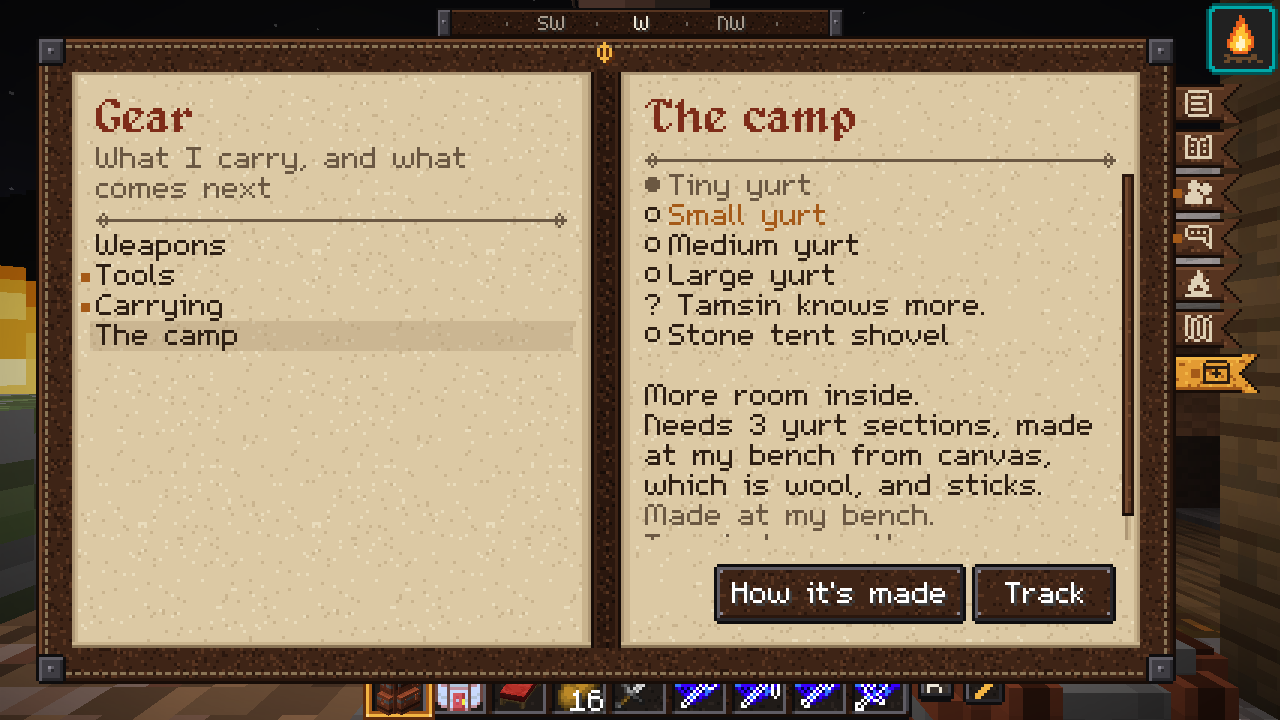 SW W NW
Gear
What I carry, and what
comes next
Weapons
Tools
Carrying
The camp
The camp
Tiny yurt
Small yurt
Medium yurt
Large yurt
? Tamsin knows more.
Stone tent shovel
More room inside.
Needs 3 yurt sections, made
at my bench from canvas,
which is wool, and sticks.
Made at my bench.
How it's made
Track
16